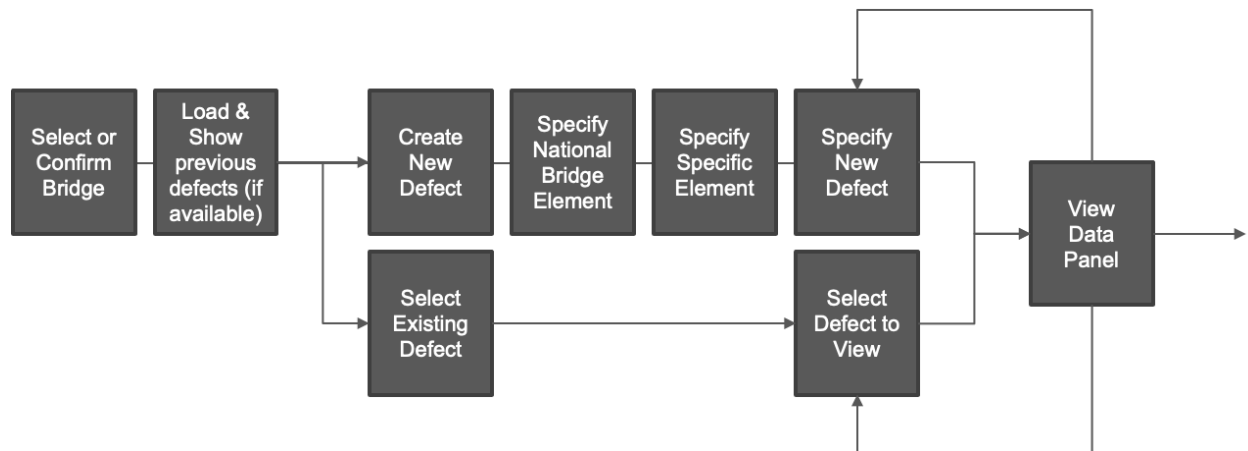 Select or
Confirm
Bridge
Load &
Show
previous
defects (if
available)
Create
New
Defect
Specify
National
Bridge
Element
Specify
Specific
Element
Specify
New
Defect
View
Data
Panel
Select
Existing
Defect
Select
Defect to
View